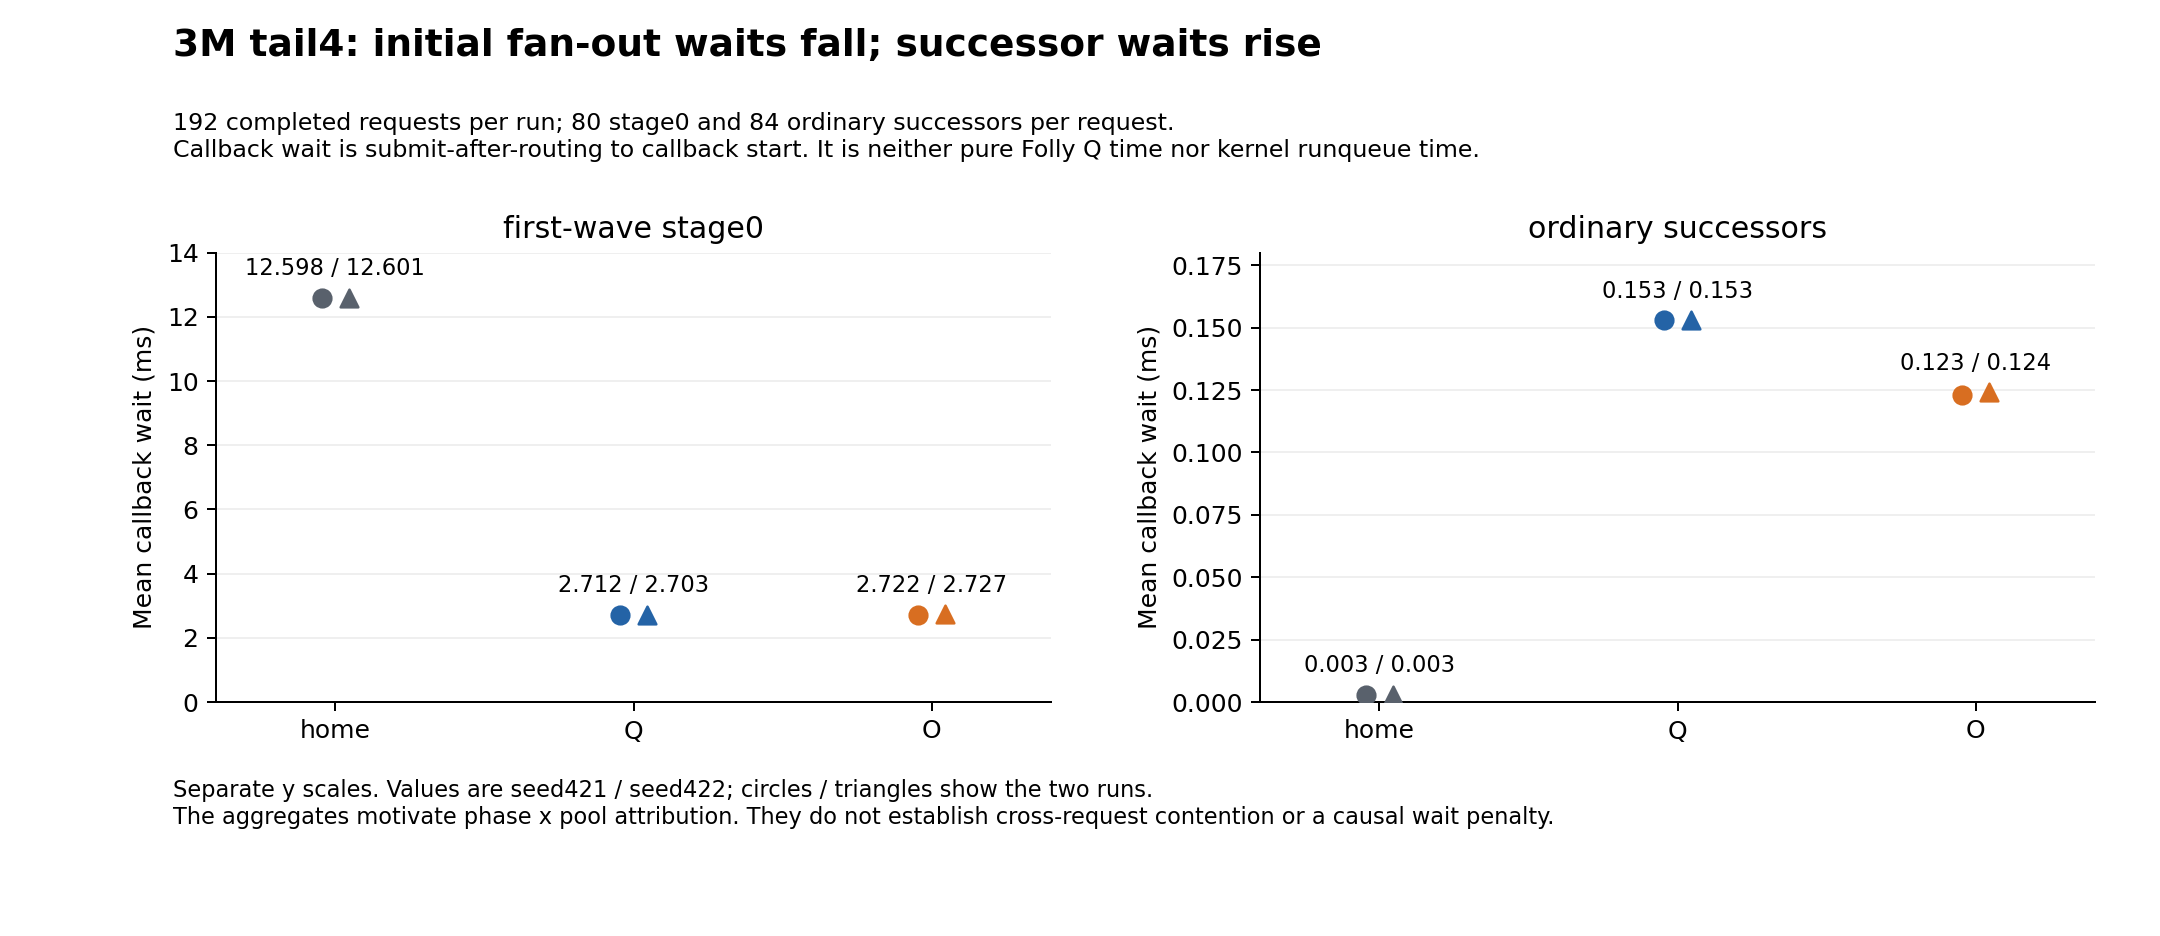 3M tail4: initial fan-out waits fall; successor waits rise
192 completed requests per run; 80 stage0 and 84 ordinary successors per request.
Callback wait is submit-after-routing to callback start. It is neither pure Folly Q time nor kernel runqueue time.
first-wave stage0
Mean callback wait (ms)
14
12
10
8
6
4
2
0
12.598 / 12.601
2.712 / 2.703
2.722 / 2.727
home
Q
O
ordinary successors
Mean callback wait (ms)
0.175
0.150
0.125
0.100
0.075
0.050
0.025
0.000
0.003 / 0.003
0.153 / 0.153
0.123 / 0.124
home
Q
O
Separate y scales. Values are seed421 / seed422; circles / triangles show the two runs.
The aggregates motivate phase x pool attribution. They do not establish cross-request contention or a causal wait penalty.